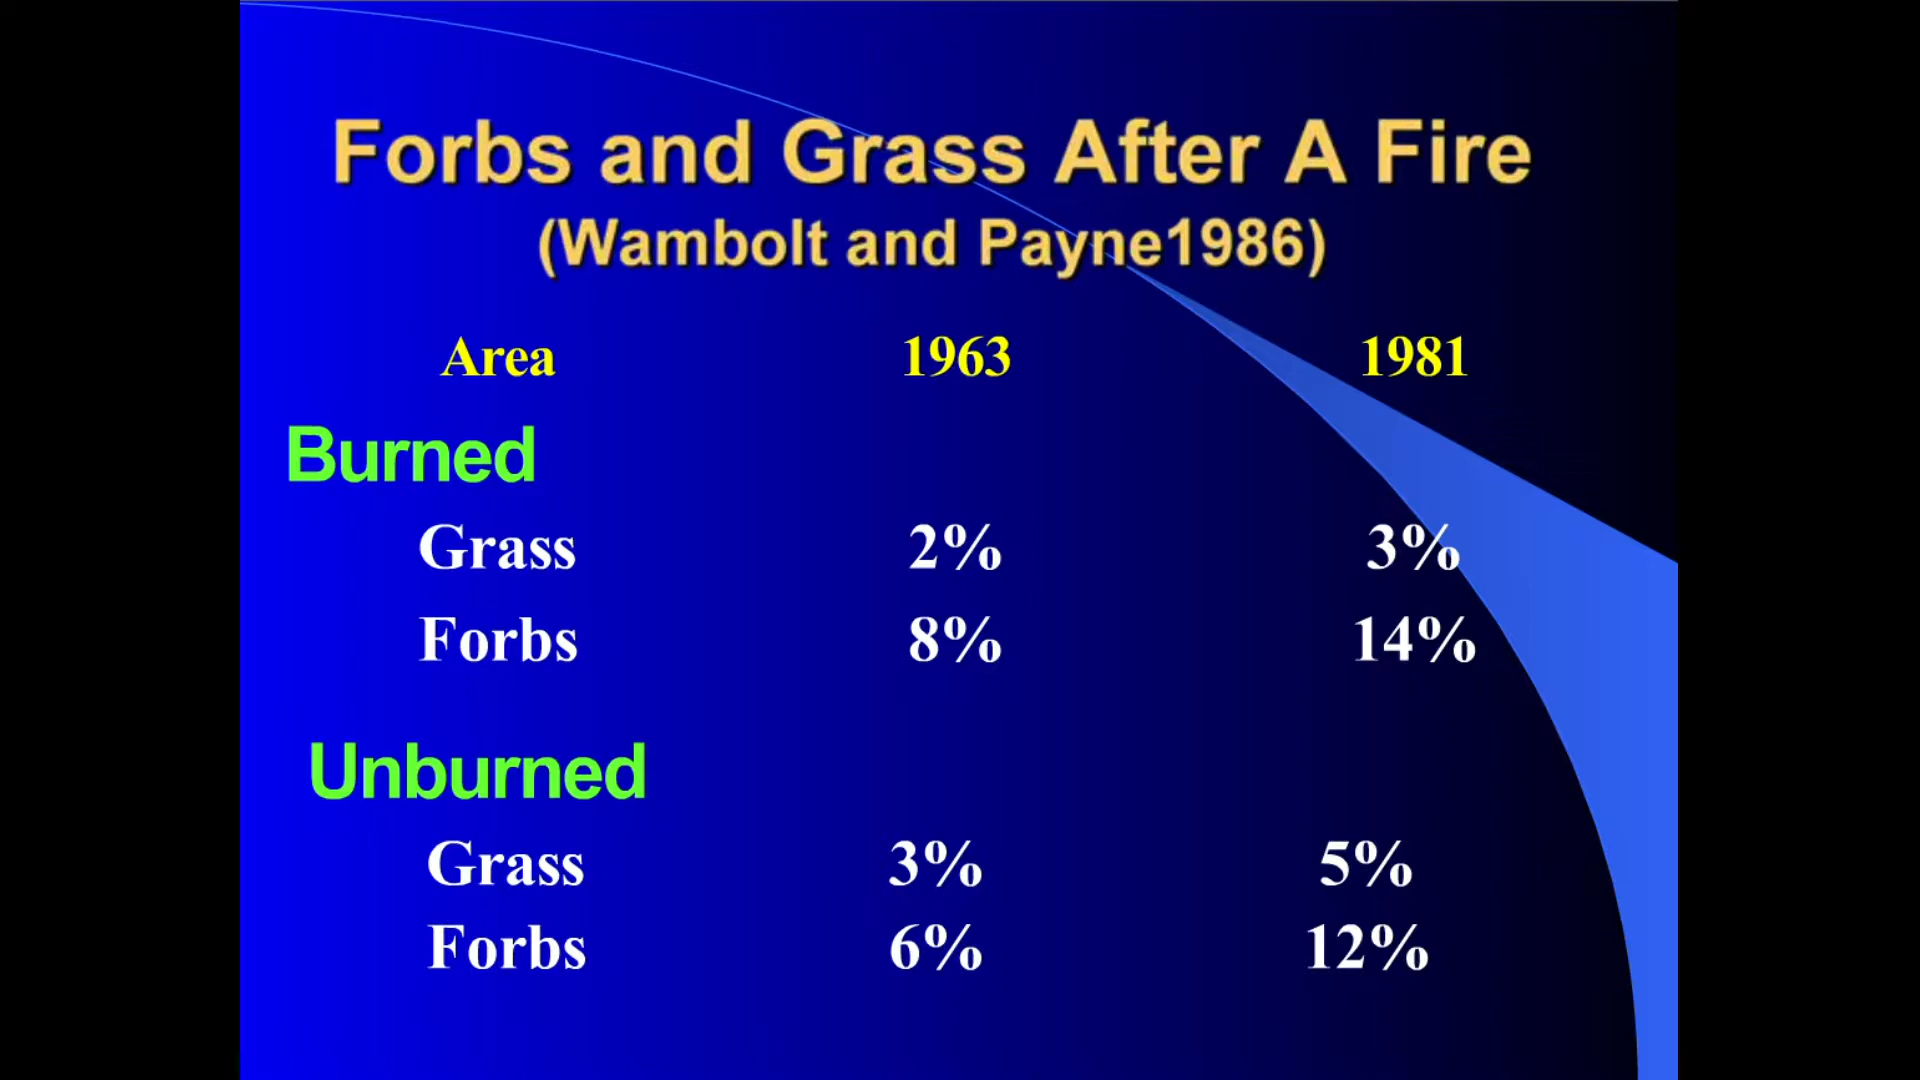 Forbs and Grass After A Fire
(Wambolt and Payne1986)
Area 1963 1981
Burned
Grass 2% 3%
Forbs 8% 14%
Unburned
Grass 3% 5%
Forbs 6% 12%